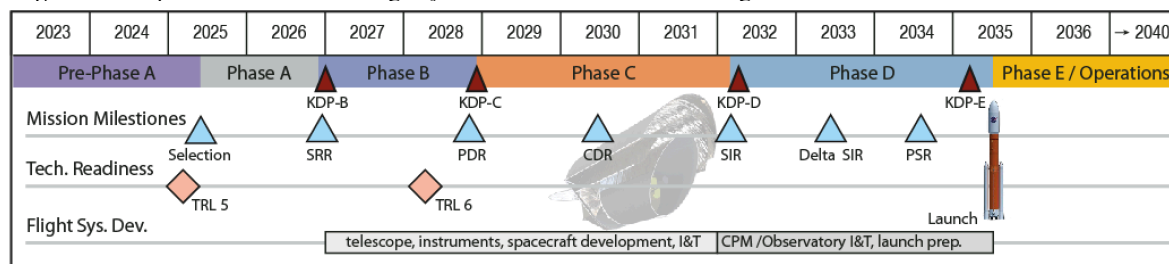 2023 2024 2025 2026 2027 2028 2029 2030 2031 2032 2033 2034 2035 2036 → 2040
Pre-Phase A Phase A Phase B Phase C Phase D Phase E / Operations
KDP-B KDP-C KDP-D KDP-E
Mission Milestiones
Selection SRR PDR CDR SIR Delta SIR PSR
Tech. Readiness
TRL 5 TRL 6
Launch
Flight Sys. Dev.
telescope, instruments, spacecraft development, I&T CPM /Observatory I&T, launch prep.